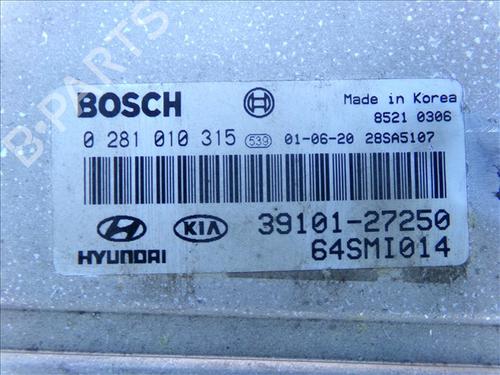 B-PARTS
BOSCH
Made in Korea
8521 0306
0 281 010 315 539 01-06-20 28SA5107
HYUNDAI KIA 39101-27250
64SMI014